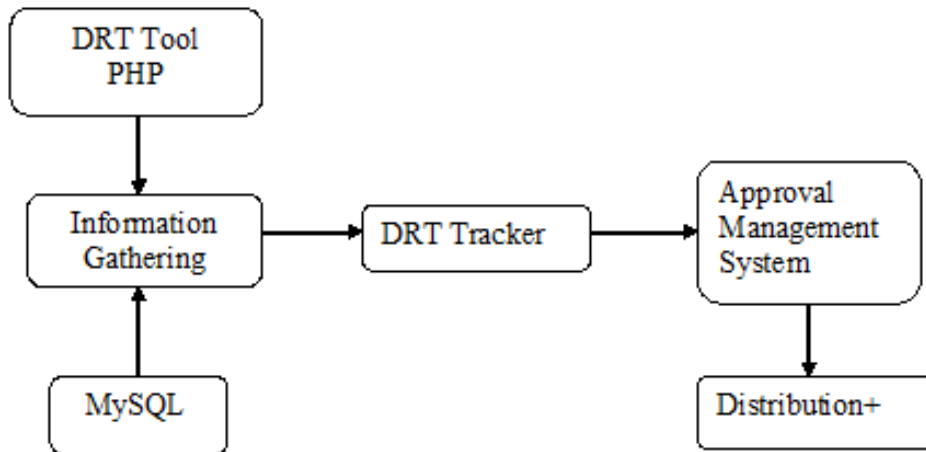 DRT Tool
PHP
Information
Gathering
DRT Tracker
Approval
Management
System
MySQL
Distribution+